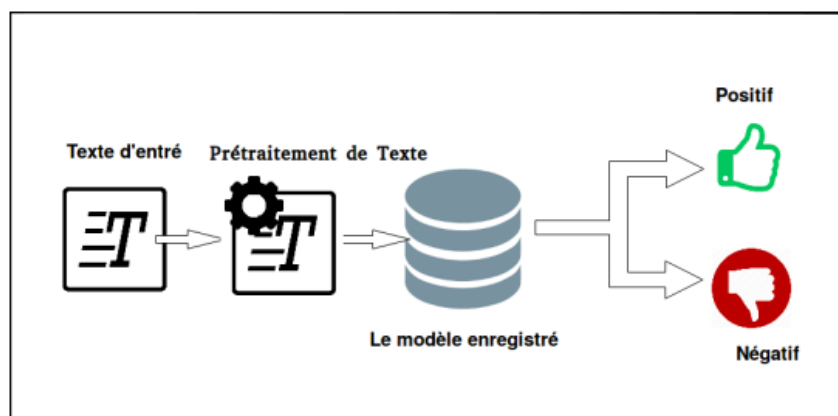 Texte d'entré
Prétraitement de Texte
Le modèle enregistré
Positif
Négatif